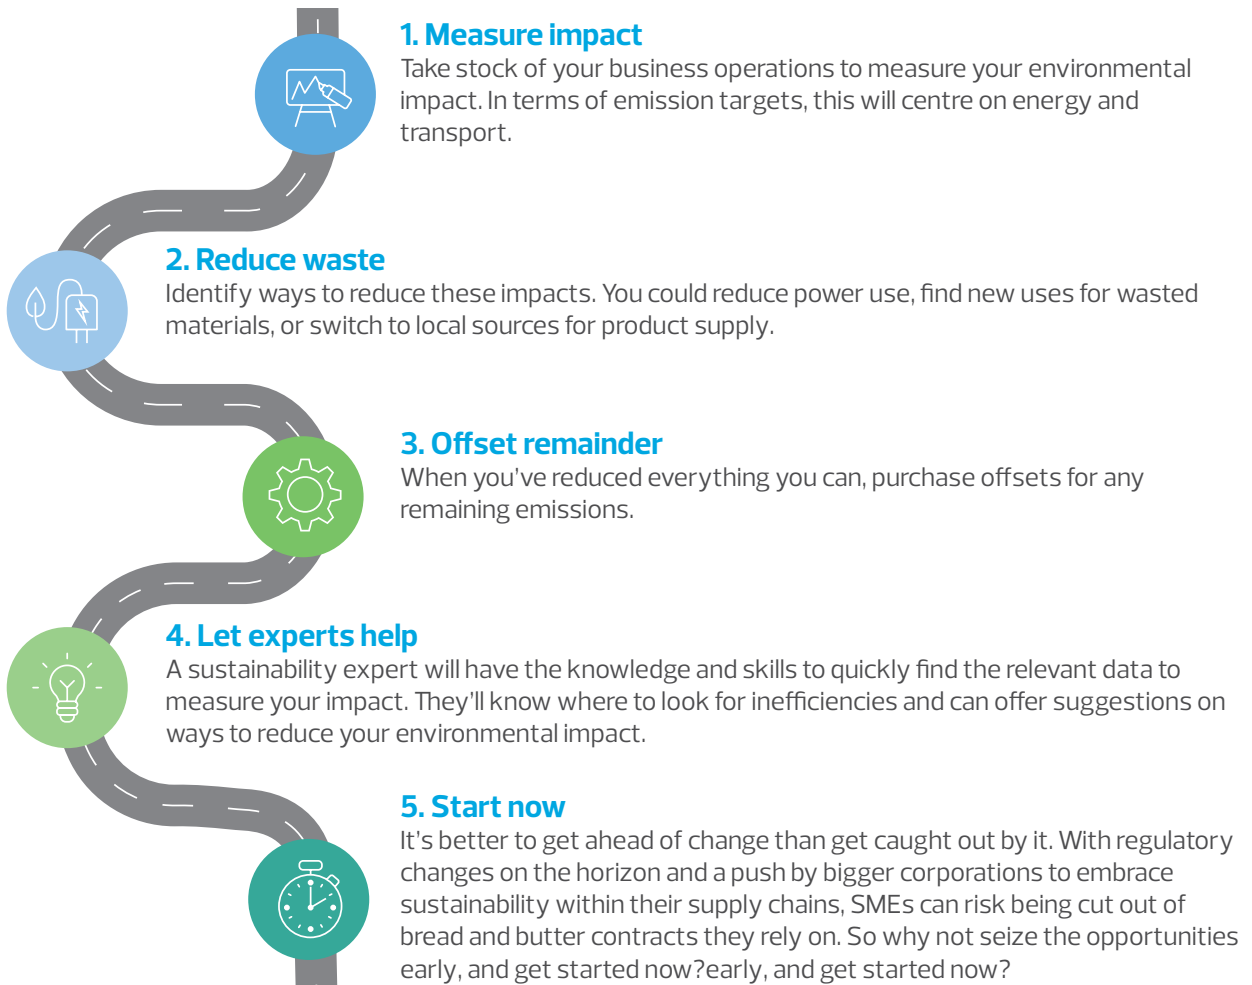 1. Measure impact
Take stock of your business operations to measure your environmental
impact. In terms of emission targets, this will centre on energy and
transport.
2. Reduce waste
Identify ways to reduce these impacts. You could reduce power use, find new uses for wasted
materials, or switch to local sources for product supply.
3. Offset remainder
When you've reduced everything you can, purchase offsets for any
remaining emissions.
4. Let experts help
A sustainability expert will have the knowledge and skills to quickly find the relevant data to
measure your impact. They'll know where to look for inefficiencies and can offer suggestions on
ways to reduce your environmental impact.
5. Start now
It's better to get ahead of change than get caught out by it. With regulatory
changes on the horizon and a push by bigger corporations to embrace
sustainability within their supply chains, SMEs can risk being cut out of
bread and butter contracts they rely on. So why not seize the opportunities
early, and get started now?early, and get started now?